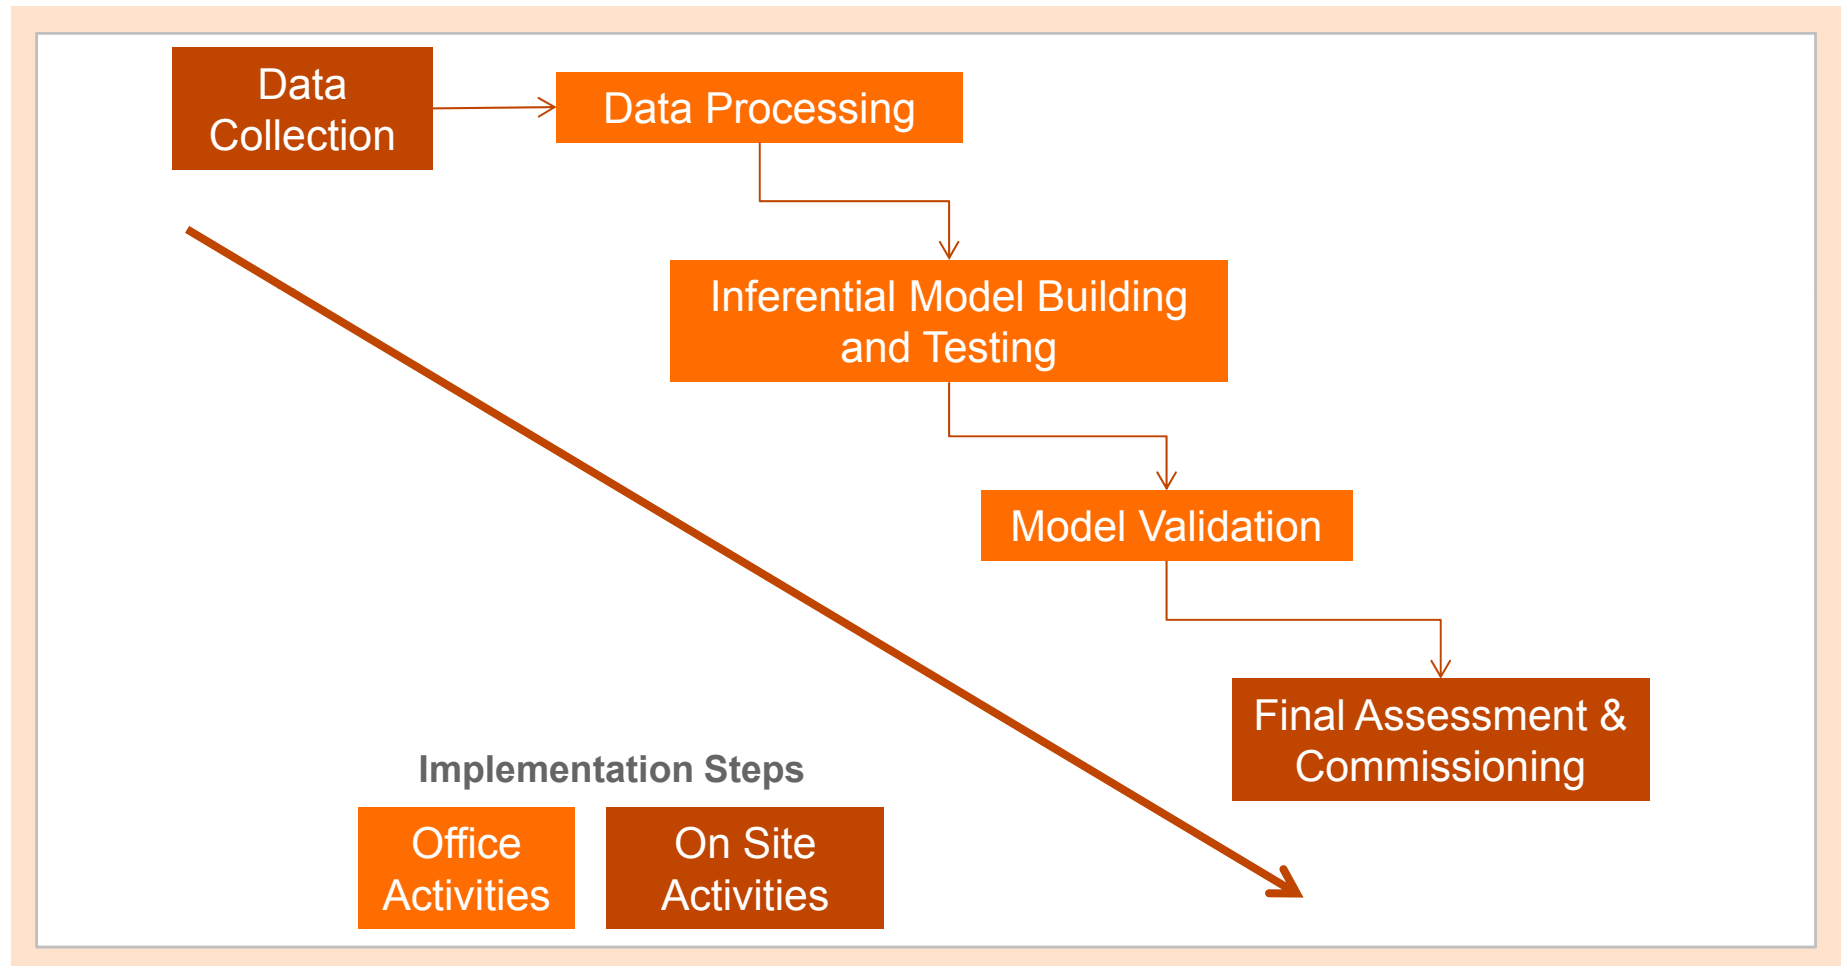 Data
Collection
Data Processing
Inferential Model Building
and Testing
Model Validation
Final Assessment &
Commissioning
Implementation Steps
Office
Activities
On Site
Activities